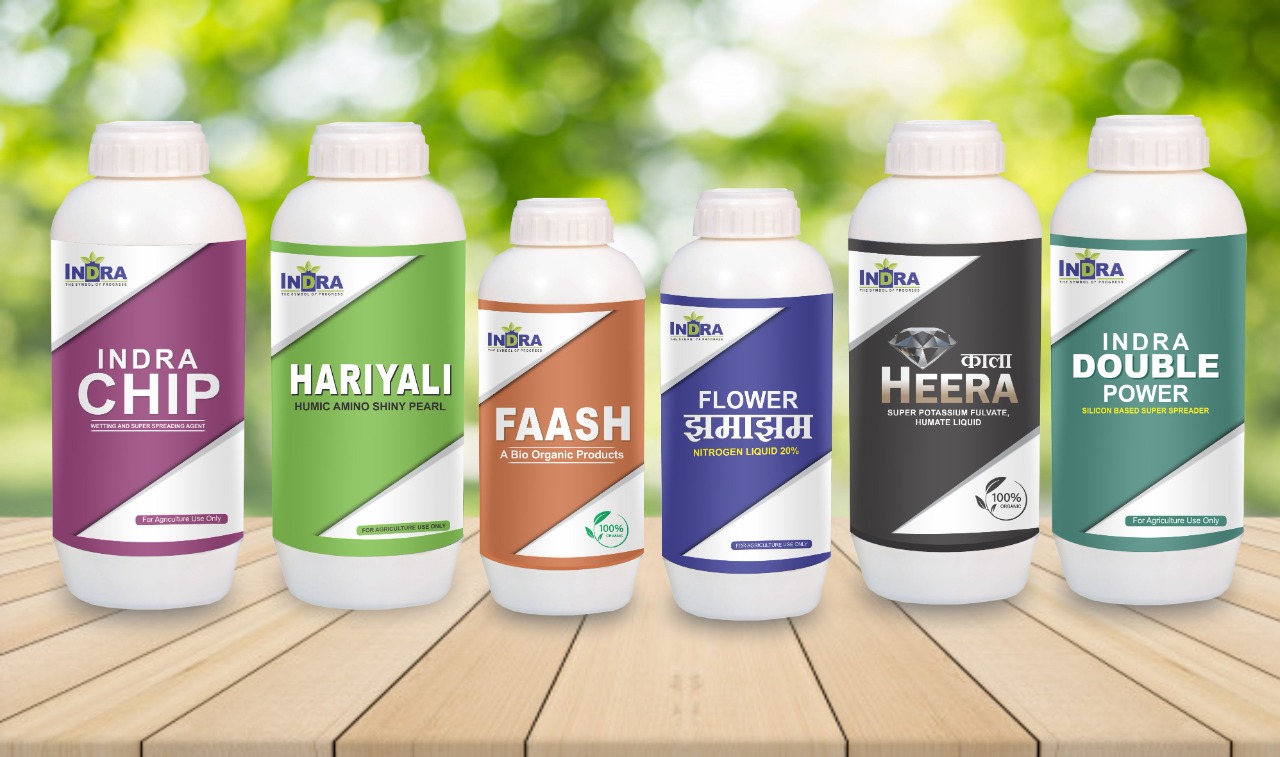 INDRA
THE SYMBOL OF PROGRESS
INDRA
CHIP
WETTING AND SUPER SPREADING AGENT
For Agriculture Use Only
INDRA
THE SYMBOL OF PROGRESS
HARIYALI
HUMIC AMINO SHINY PEARL
FOR AGRICULTURE USE ONLY
INDRA
THE SYMBOL OF PROGRESS
FAASH
A Bio Organic Products
100%
ORGANIC
INDRA
THE SYMBOL OF PROGRESS
FLOWER
झमाझम
NITROGEN LIQUID 20%
FOR AGRICULTURE USE ONLY
INDRA
THE SYMBOL OF PROGRESS
काला
HEERA
SUPER POTASSIUM FULVATE,
HUMATE LIQUID
100%
ORGANIC
INDRA
THE SYMBOL OF PROGRESS
INDRA
DOUBLE
POWER
SILICON BASED SUPER SPREADER
For Agriculture Use Only